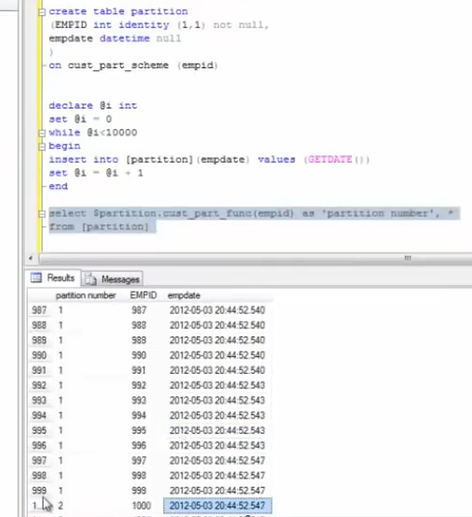 create table partition
(EMPID int identity (1,1) not null,
empdate datetime null
)
on cust_part_scheme (empid)
declare @i int
set @i = 0
while @i<10000
begin
insert into [partition](empdate) values (GETDATE())
set @i = @i + 1
end
select $partition.cust_part_func(empid) as 'partition number', *
from [partition]
Results Messages
partition number EMPID empdate
987 1 987 2012-05-03 20:44:52.540
988 1 988 2012-05-03 20:44:52.540
989 1 989 2012-05-03 20:44:52.540
990 1 990 2012-05-03 20:44:52.540
991 1 991 2012-05-03 20:44:52.540
992 1 992 2012-05-03 20:44:52.543
993 1 993 2012-05-03 20:44:52.543
994 1 994 2012-05-03 20:44:52.543
995 1 995 2012-05-03 20:44:52.543
996 1 996 2012-05-03 20:44:52.543
997 1 997 2012-05-03 20:44:52.547
998 1 998 2012-05-03 20:44:52.547
999 1 999 2012-05-03 20:44:52.547
1... 2 1000 2012-05-03 20:44:52.547